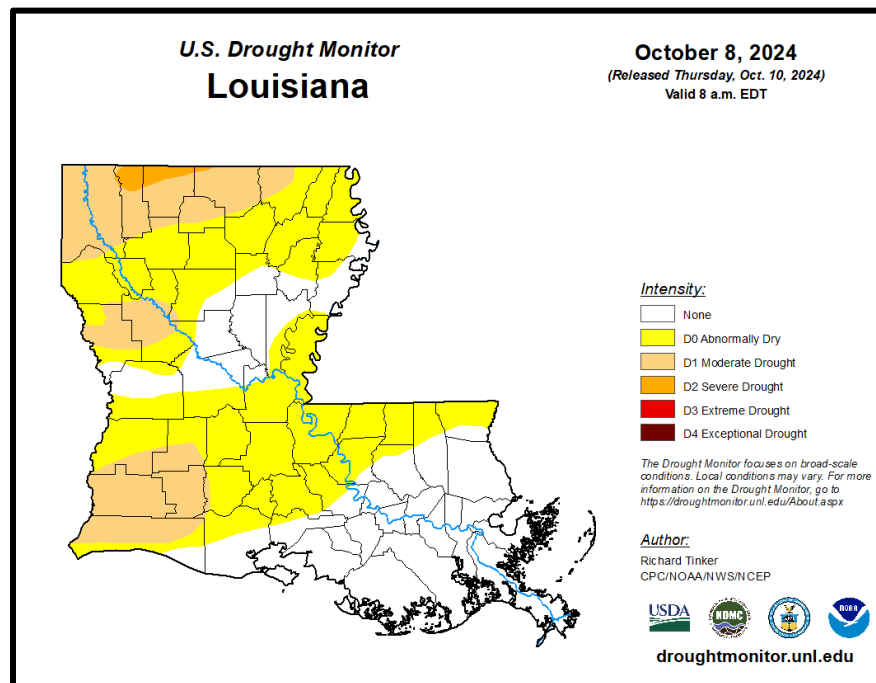 U.S. Drought Monitor
Louisiana
October 8, 2024
(Released Thursday, Oct. 10, 2024)
Valid 8 a.m. EDT
Intensity:
None
D0 Abnormally Dry
D1 Moderate Drought
D2 Severe Drought
D3 Extreme Drought
D4 Exceptional Drought
The Drought Monitor focuses on broad-scale
conditions. Local conditions may vary. For more
information on the Drought Monitor, go to
https://droughtmonitor.unl.edu/About.aspx
Author:
Richard Tinker
CPC/NOAA/NWS/NCEP
USDA
NDMC
NOAA
droughtmonitor.unl.edu